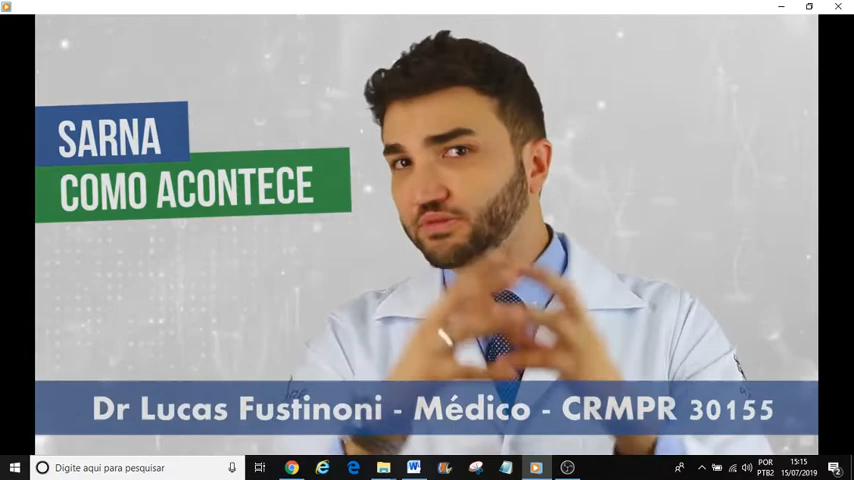 SARNA
COMO ACONTECE
Dr Lucas Fustinoni - Médico - CRMPR 30155
Digite aqui para pesquisar
POR
PTB2
15:15
15/07/2019
2